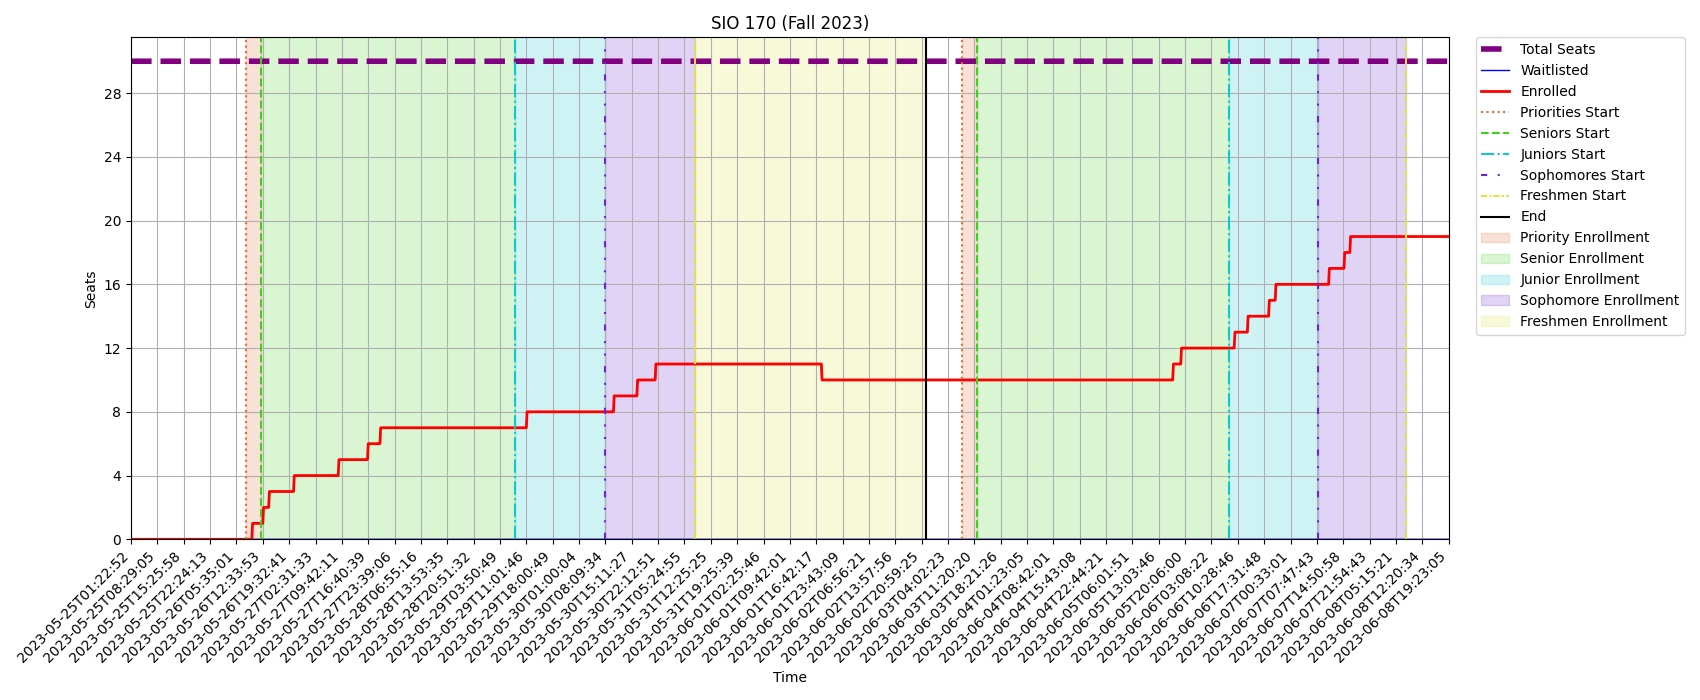 SIO 170 (Fall 2023)
Seats
28
24
20
16
12
8
4
0
2023-05-25T01:22:52
2023-05-25T08:29:05
2023-05-25T15:25:58
2023-05-25T22:24:13
2023-05-26T05:35:01
2023-05-26T12:33:53
2023-05-26T19:32:41
2023-05-27T02:31:33
2023-05-27T09:42:11
2023-05-27T16:40:39
2023-05-27T23:39:06
2023-05-28T06:55:16
2023-05-28T13:53:35
2023-05-28T20:51:32
2023-05-29T03:50:49
2023-05-29T11:01:46
2023-05-29T18:00:49
2023-05-30T01:00:04
2023-05-30T08:09:34
2023-05-30T15:11:27
2023-05-30T22:12:51
2023-05-31T05:24:55
2023-05-31T12:25:25
2023-05-31T19:25:39
2023-06-01T02:25:46
2023-06-01T09:42:01
2023-06-01T16:42:17
2023-06-01T23:43:09
2023-06-02T06:56:21
2023-06-02T13:57:56
2023-06-02T20:59:25
2023-06-03T04:02:23
2023-06-03T11:20:20
2023-06-03T18:21:26
2023-06-04T01:23:05
2023-06-04T08:42:01
2023-06-04T15:43:08
2023-06-04T22:44:21
2023-06-05T06:01:51
2023-06-05T13:03:46
2023-06-05T20:06:00
2023-06-06T03:08:22
2023-06-06T10:28:46
2023-06-06T17:31:48
2023-06-07T00:33:01
2023-06-07T07:47:43
2023-06-07T14:50:58
2023-06-07T21:54:43
2023-06-08T05:15:21
2023-06-08T12:20:34
2023-06-08T19:23:05
Time
Total Seats
Waitlisted
Enrolled
Priorities Start
Seniors Start
Juniors Start
Sophomores Start
Freshmen Start
End
Priority Enrollment
Senior Enrollment
Junior Enrollment
Sophomore Enrollment
Freshmen Enrollment